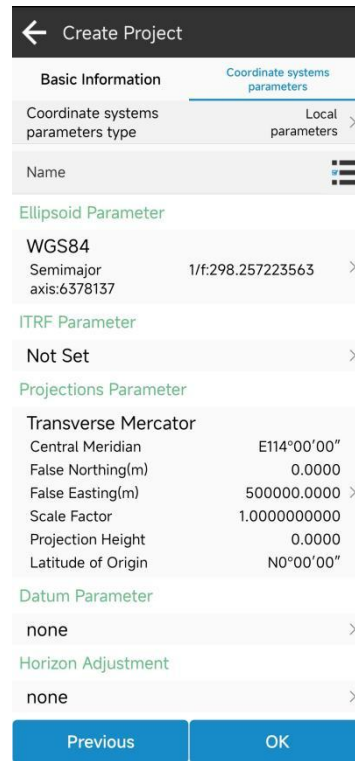 Create Project
Basic Information
Coordinate systems
parameters
Coordinate systems
parameters type
Local
parameters
Name
Ellipsoid Parameter
WGS84
Semimajor
axis:6378137
1/f:298.257223563
ITRF Parameter
Not Set
Projections Parameter
Transverse Mercator
Central Meridian E114°00′00″
False Northing(m) 0.0000
False Easting(m) 500000.0000
Scale Factor 1.0000000000
Projection Height 0.0000
Latitude of Origin N0°00′00″
Datum Parameter
none
Horizon Adjustment
none
Previous OK